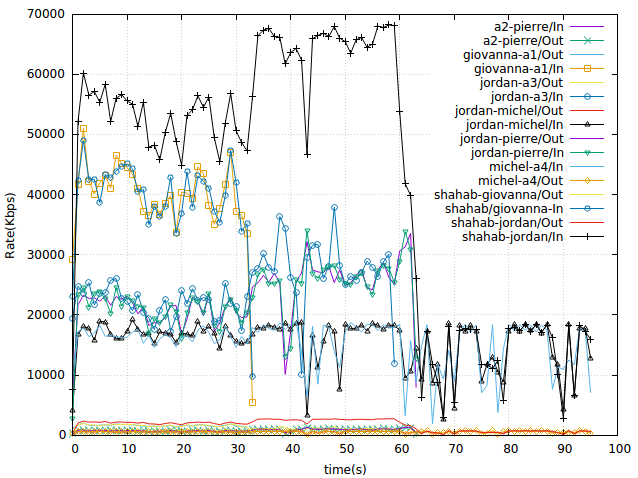 70000
60000
50000
40000
30000
20000
10000
0
Rate(Kbps)
0 10 20 30 40 50 60 70 80 90 100
time(s)
a2-pierre/In
a2-pierre/Out
giovanna-a1/Out
giovanna-a1/In
jordan-a3/Out
jordan-a3/In
jordan-michel/Out
jordan-michel/In
jordan-pierre/Out
jordan-pierre/In
michel-a4/In
michel-a4/Out
shahab-giovanna/Out
shahab/giovanna-In
shahab-jordan/Out
shahab-jordan/In